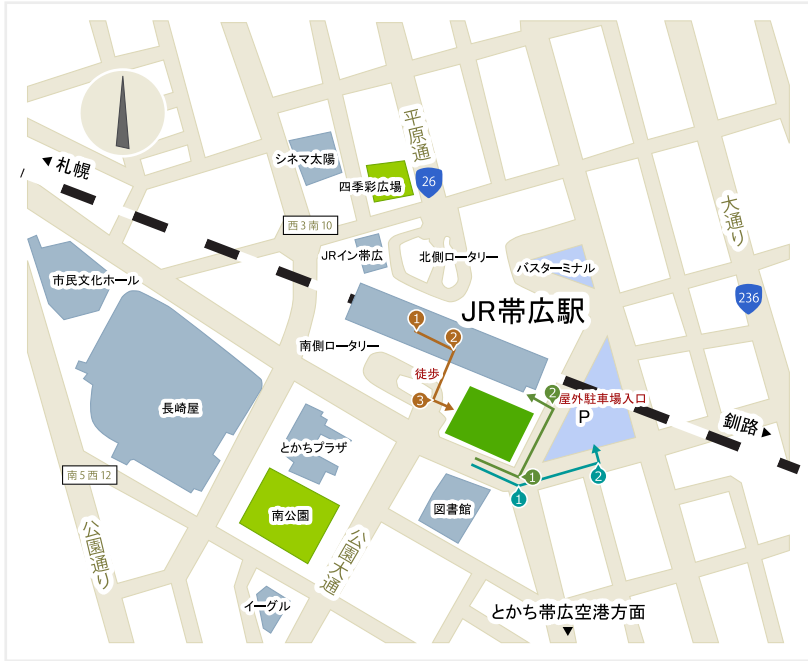 平原通
シネマ太陽
札幌
四季彩広場
26
大通り
西3南10
JRイン帯広
北側ロータリー
バスターミナル
市民文化ホール
236
JR帯広駅
1
2
南側ロータリー
徒歩
2
屋外駐車場入口
3
P
長崎屋
釧路
とかちプラザ
南5西12
1
2
1
図書館
南公園
公園通り
公園大通
イーグル
とかち帯広空港方面